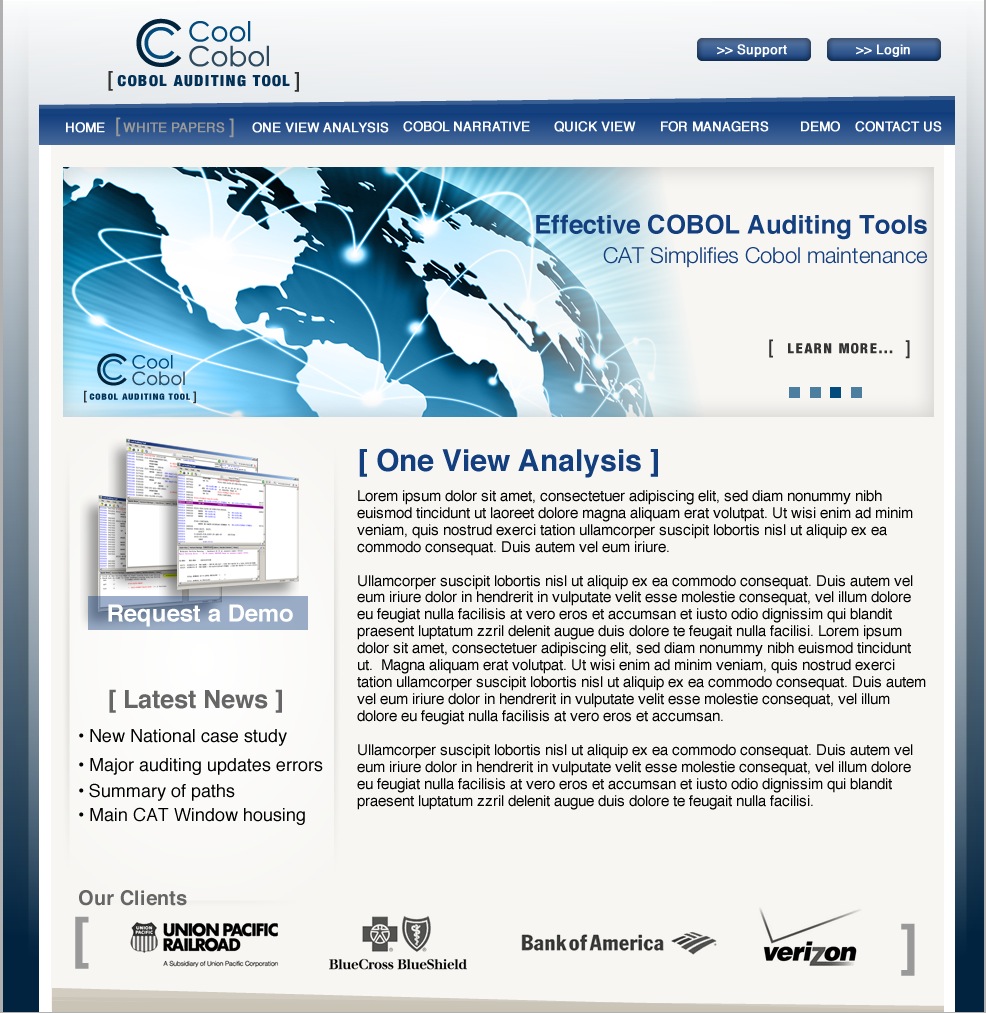 Cool
Cobol
[ COBOL AUDITING TOOL ]
>> Support
>> Login
HOME [WHITE PAPERS] ONE VIEW ANALYSIS COBOL NARRATIVE QUICK VIEW FOR MANAGERS DEMO CONTACT US
Effective COBOL Auditing Tools
CAT Simplifies Cobol maintenance
[ LEARN MORE... ]
Cool
Cobol
[ COBOL AUDITING TOOL ]
Request a Demo
[ Latest News ]
• New National case study
• Major auditing updates errors
• Summary of paths
• Main CAT Window housing
[ One View Analysis ]
Lorem ipsum dolor sit amet, consectetuer adipiscing elit, sed diam nonummy nibh
euismod tincidunt ut laoreet dolore magna aliquam erat volutpat. Ut wisi enim ad minim
veniam, quis nostrud exerci tation ullamcorper suscipit lobortis nisl ut aliquip ex ea
commodo consequat. Duis autem vel eum iriure.
Ullamcorper suscipit lobortis nisl ut aliquip ex ea commodo consequat. Duis autem vel
eum iriure dolor in hendrerit in vulputate velit esse molestie consequat, vel illum dolore
eu feugiat nulla facilisis at vero eros et accumsan et iusto odio dignissim qui blandit
praesent luptatum zzril delenit augue duis dolore te feugait nulla facilisi. Lorem ipsum
dolor sit amet, consectetuer adipiscing elit, sed diam nonummy nibh euismod tincidunt
ut.  Magna aliquam erat volutpat. Ut wisi enim ad minim veniam, quis nostrud exerci
tation ullamcorper suscipit lobortis nisl ut aliquip ex ea commodo consequat. Duis autem
vel eum iriure dolor in hendrerit in vulputate velit esse molestie consequat, vel illum
dolore eu feugiat nulla facilisis at vero eros et accumsan.
Ullamcorper suscipit lobortis nisl ut aliquip ex ea commodo consequat. Duis autem vel
eum iriure dolor in hendrerit in vulputate velit esse molestie consequat, vel illum dolore
eu feugiat nulla facilisis at vero eros et accumsan et iusto odio dignissim qui blandit
praesent luptatum zzril delenit augue duis dolore te feugait nulla facilisi.
Our Clients
UNION PACIFIC
UNION PACIFIC
RAILROAD
A Subsidiary of Union Pacific Corporation
BlueCross BlueShield
Bank of America
verizon